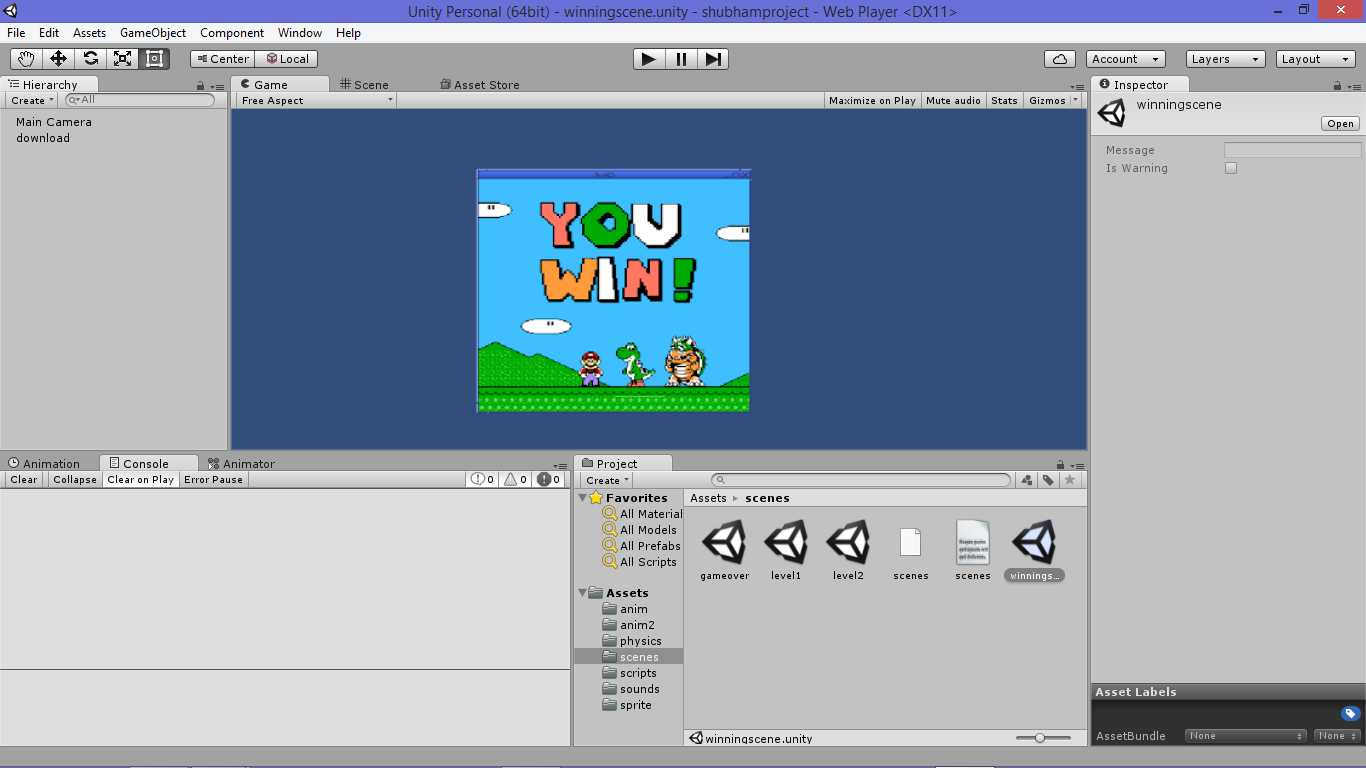 Unity Personal (64bit) - winningscene.unity - shubhamproject - Web Player <DX11>
File Edit Assets GameObject Component Window Help
Center Local Account Layers Layout
Hierarchy
Create All
Main Camera
download
Game Scene Asset Store
Free Aspect Maximize on Play Mute audio Stats Gizmos
YOU
WIN!
Inspector
winningscene
Open
Message
Is Warning
Animation Console Animator
Clear Collapse Clear on Play Error Pause 0 0 0
Project
Create
Favorites
All Material
All Models
All Prefabs
All Scripts
Assets
anim
anim2
physics
scenes
scripts
sounds
sprite
Assets scenes
gameover level1 level2 scenes scenes winnings...
winningscene.unity
Asset Labels
AssetBundle None None